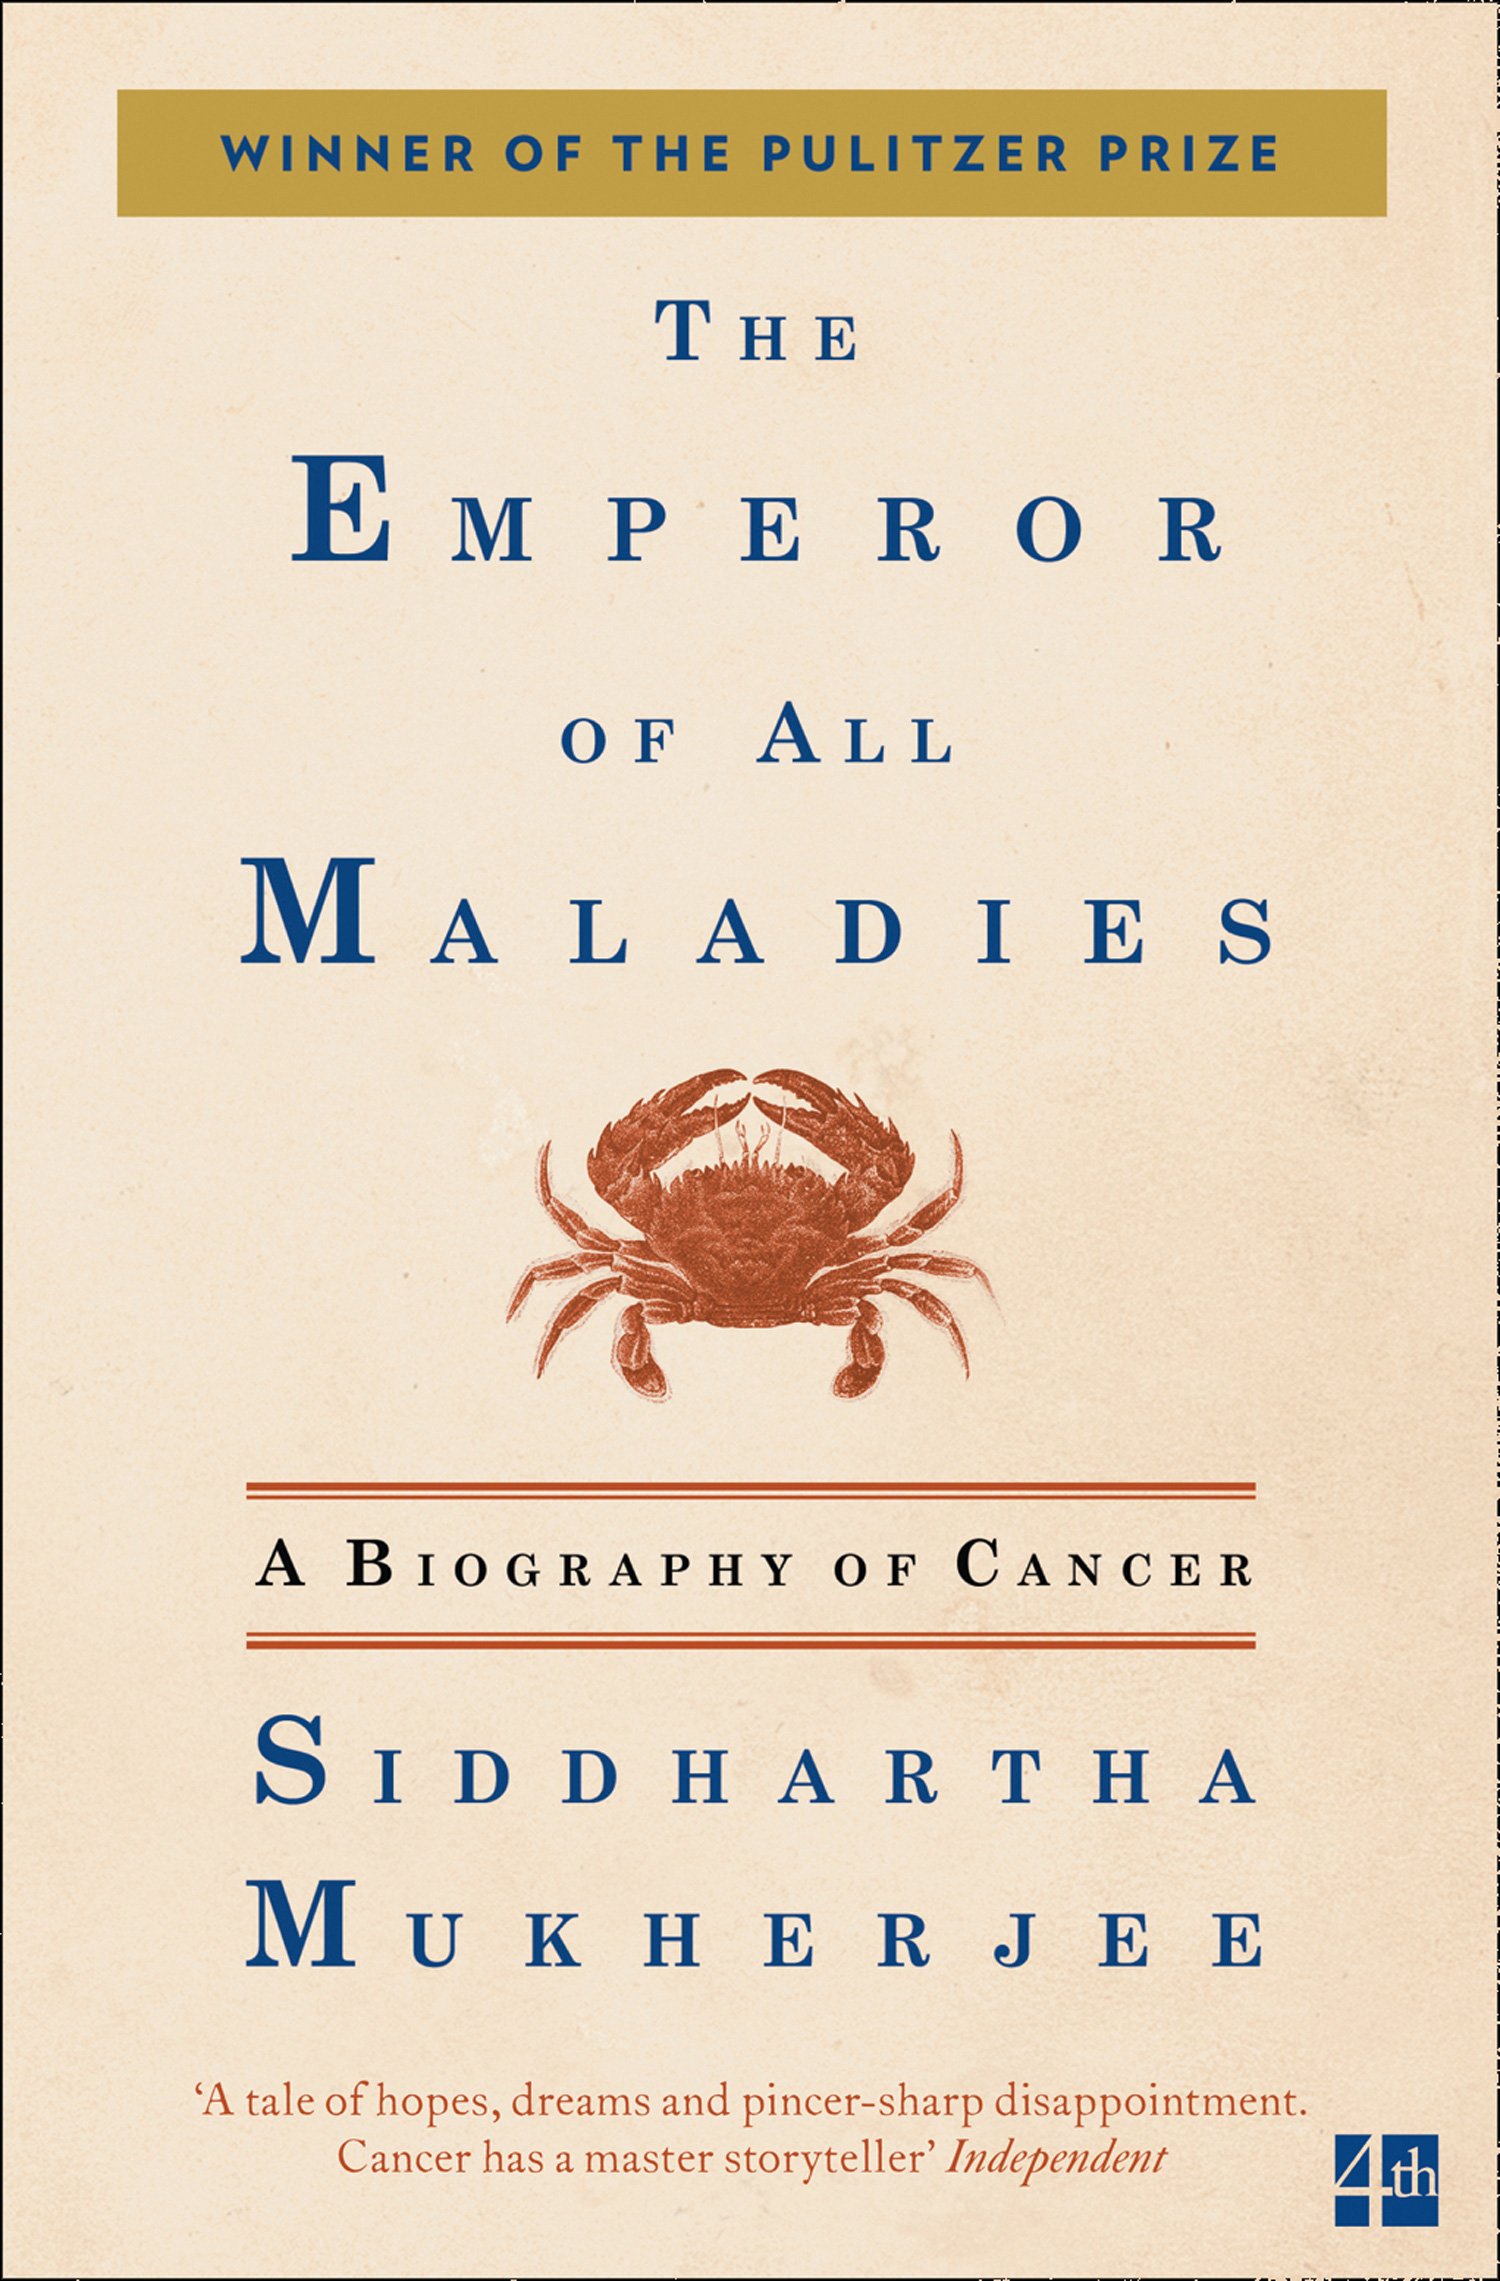 WINNER OF THE PULITZER PRIZE
THE
EMPEROR
OF ALL
MALADIES
A BIOGRAPHY OF CANCER
SIDDHARTHA
MUKHERJEE
‘A tale of hopes, dreams and pincer-sharp disappointment.
Cancer has a master storyteller’ Independent
4th